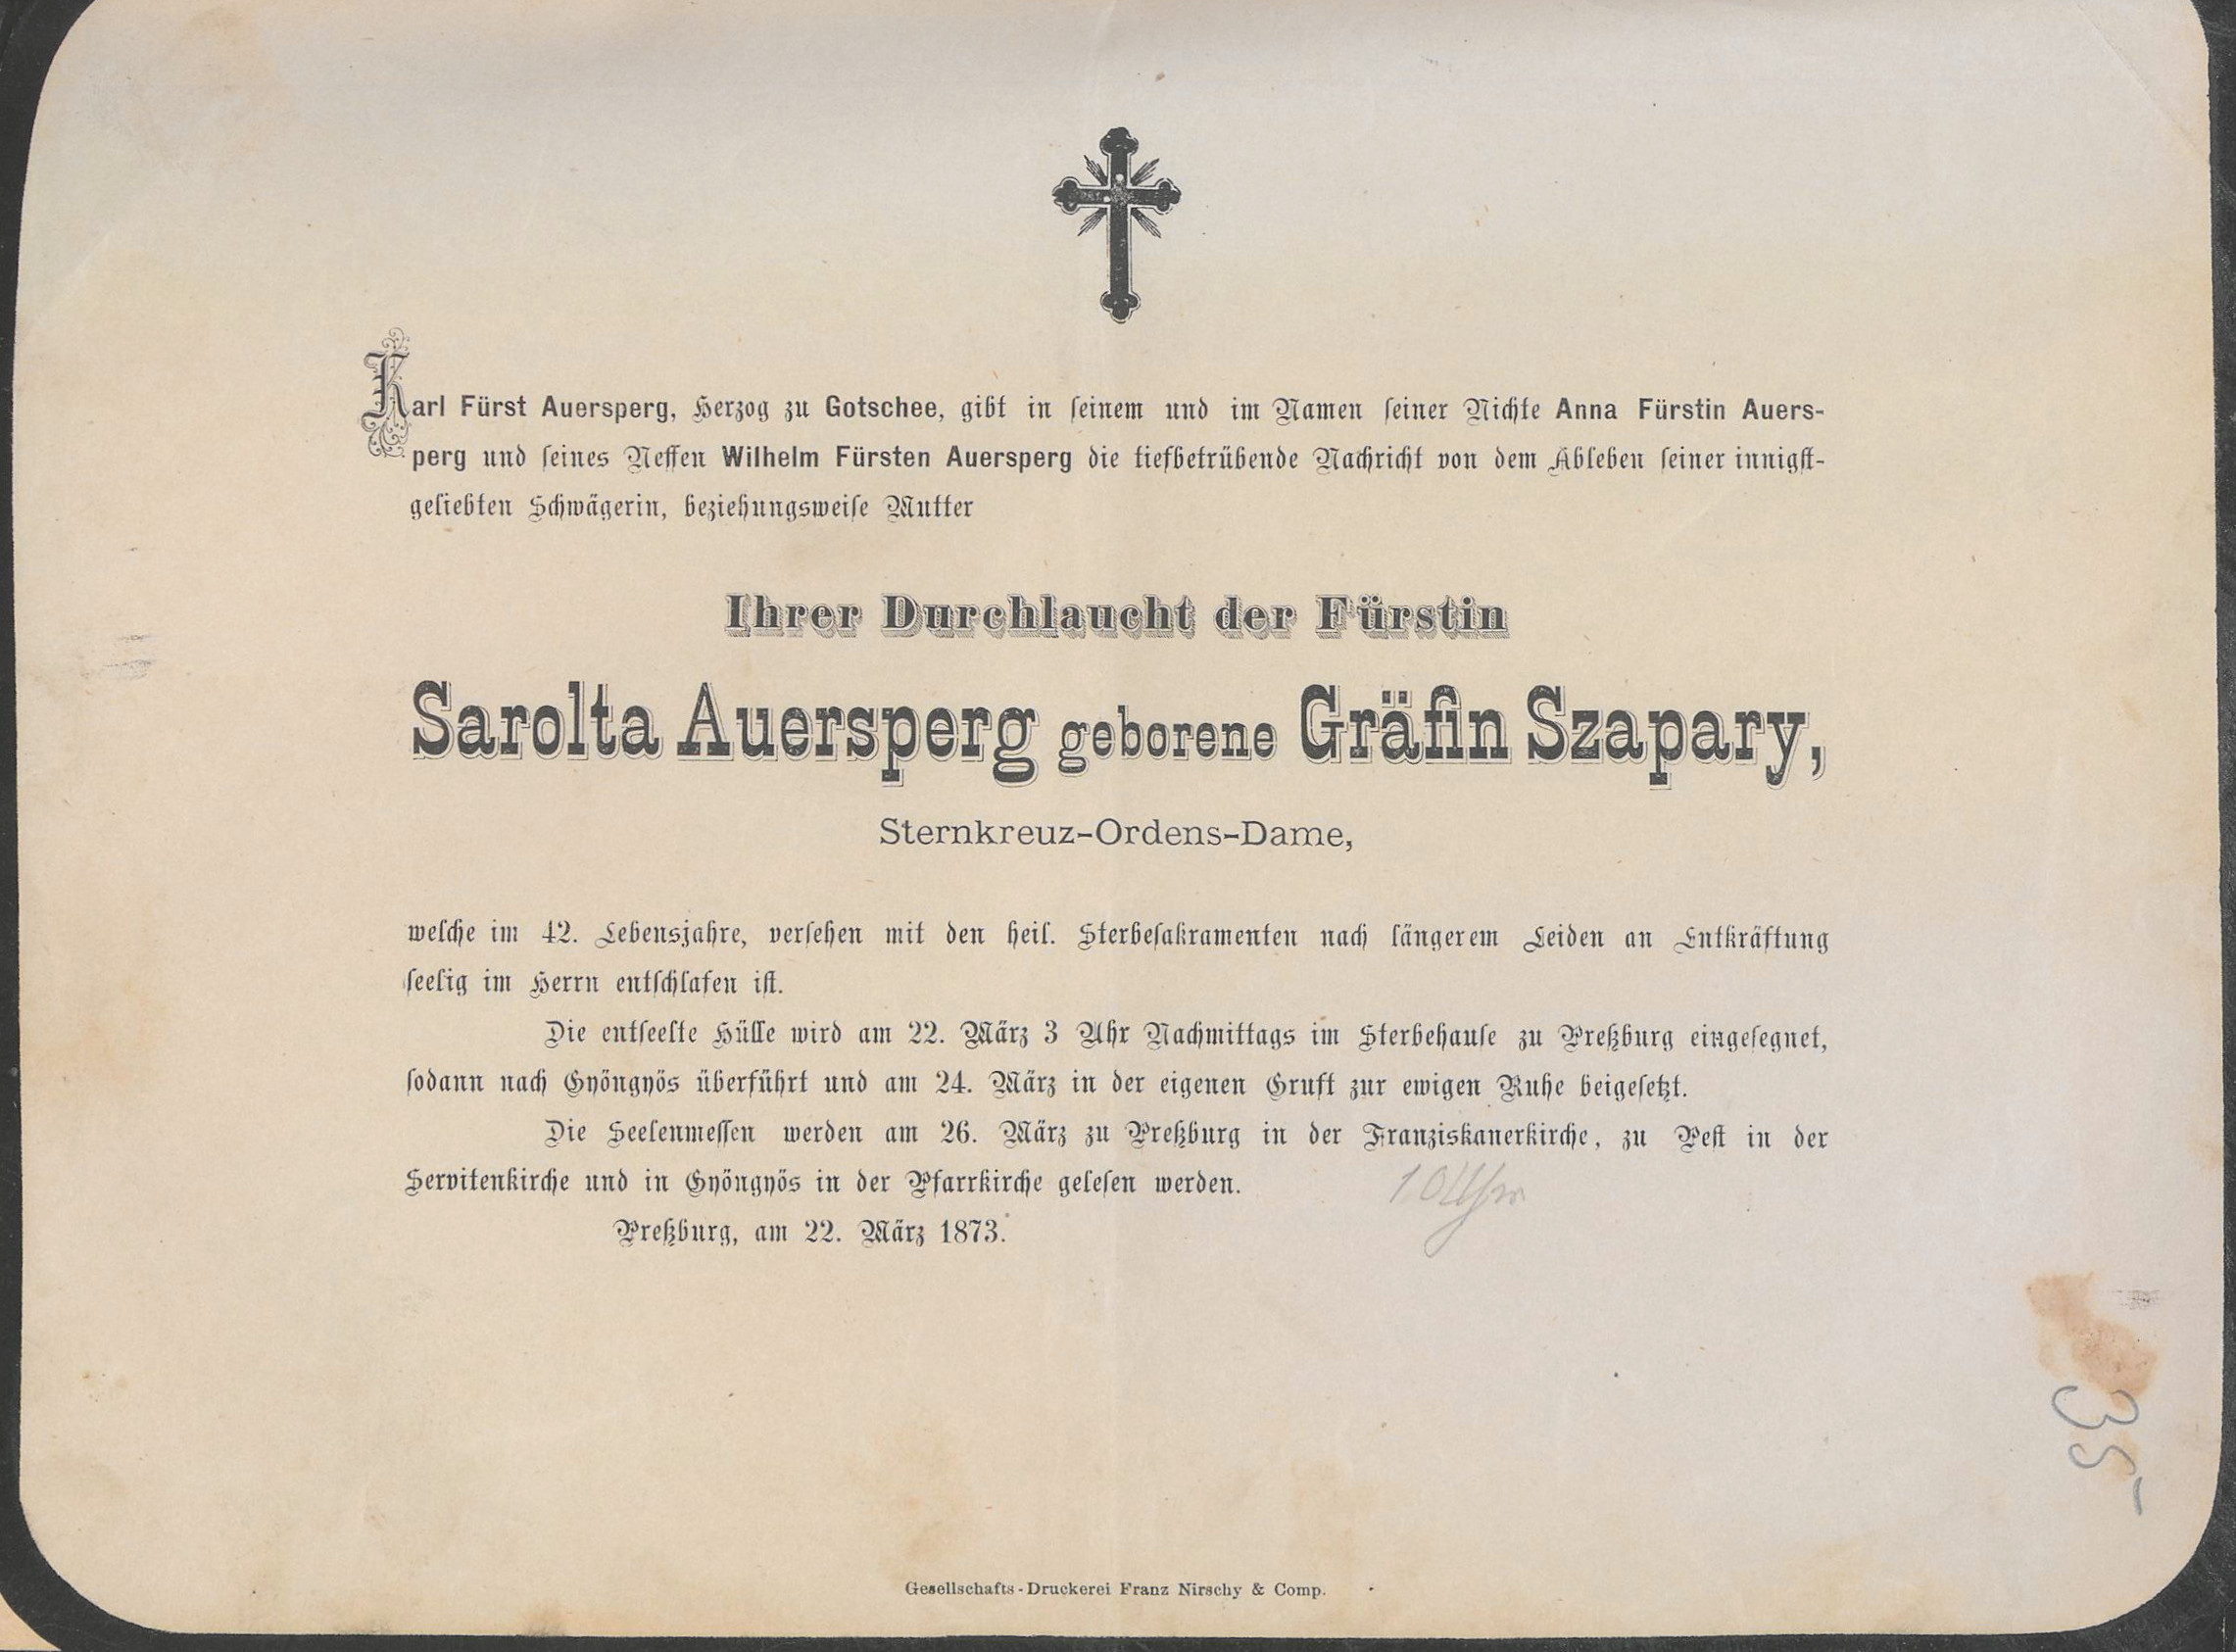 Karl Fürst Auersperg, Herzog zu Gotschee, gibt in seinem und im Namen seiner Nichte Anna Fürstin Auers-
perg und seines Neffen Wilhelm Fürsten Auersperg die tiefbetrübende Nachricht von dem Ableben seiner innigst-
geliebten Schwägerin, beziehungsweise Mutter
Ihrer Durchlaucht der Fürstin
Sarolta Auersperg geborene Gräfin Szapary,
Sternkreuz-Ordens-Dame,
welche im 42. Lebensjahre, versehen mit den heil. Sterbesakramenten nach längerem Leiden an Entkräftung
seelig im Herrn entschlafen ist.
Die entseelte Hülle wird am 22. März 3 Uhr Nachmittags im Sterbehause zu Preßburg eingesegnet,
sodann nach Gyöngyös überführt und am 24. März in der eigenen Gruft zur ewigen Ruhe beigesetzt.
Die Seelenmessen werden am 26. März zu Preßburg in der Franziskanerkirche, zu Pest in der
Servitenkirche und in Gyöngyös in der Pfarrkirche gelesen werden.
10 Uhr
Preßburg, am 22. März 1873.
35-
Gesellschafts-Druckerei Franz Nirschy & Comp.